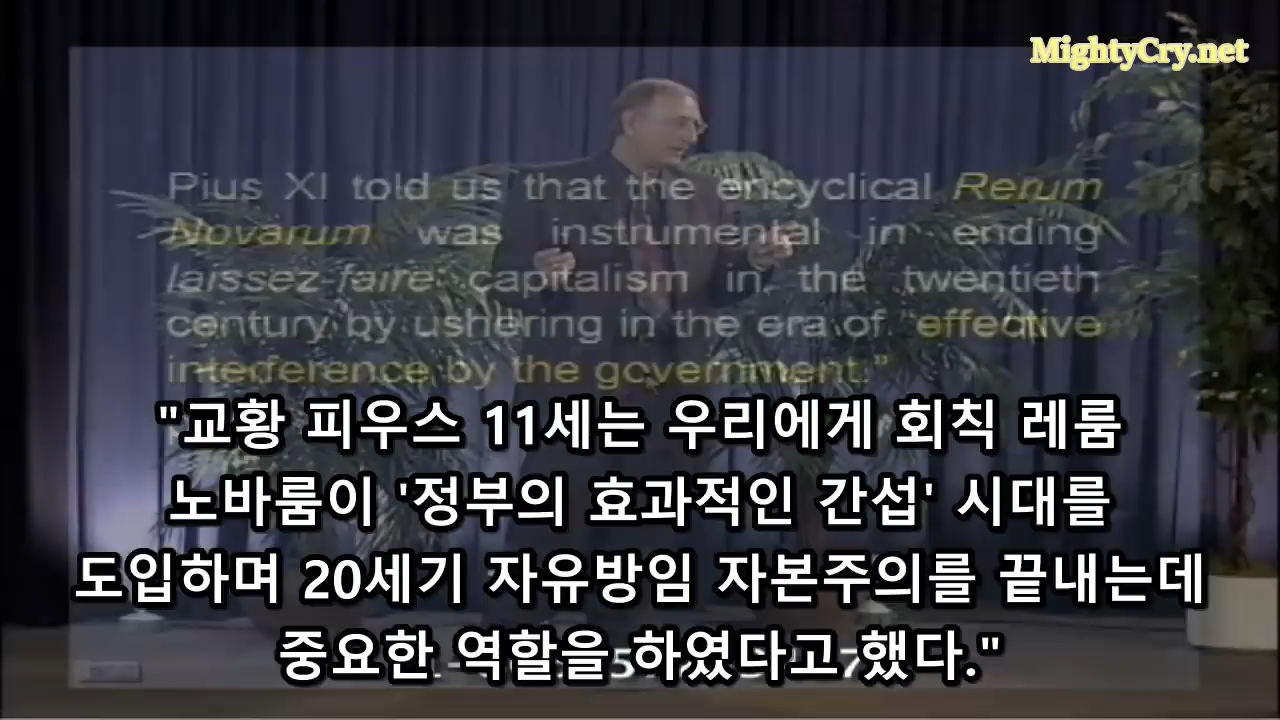 MightyCry.net
Pius XI told us that the encyclical Rerum
Novarum was instrumental in ending
laissez-faire capitalism in the twentieth
century by ushering in the era of "effective
interference by the government."
"교황 피우스 11세는 우리에게 회칙 레룸
노바룸이 '정부의 효과적인 간섭' 시대를
도입하며 20세기 자유방임 자본주의를 끝내는데
중요한 역할을 하였다고 했다."